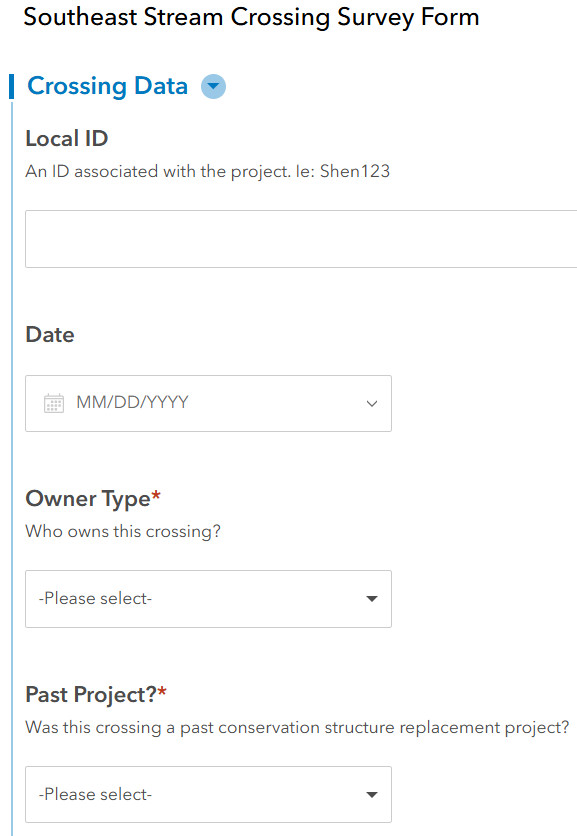 Southeast Stream Crossing Survey Form
Crossing Data
Local ID
An ID associated with the project. Ie: Shen123
Date
MM/DD/YYYY
Owner Type*
Who owns this crossing?
-Please select-
Past Project?*
Was this crossing a past conservation structure replacement project?
-Please select-